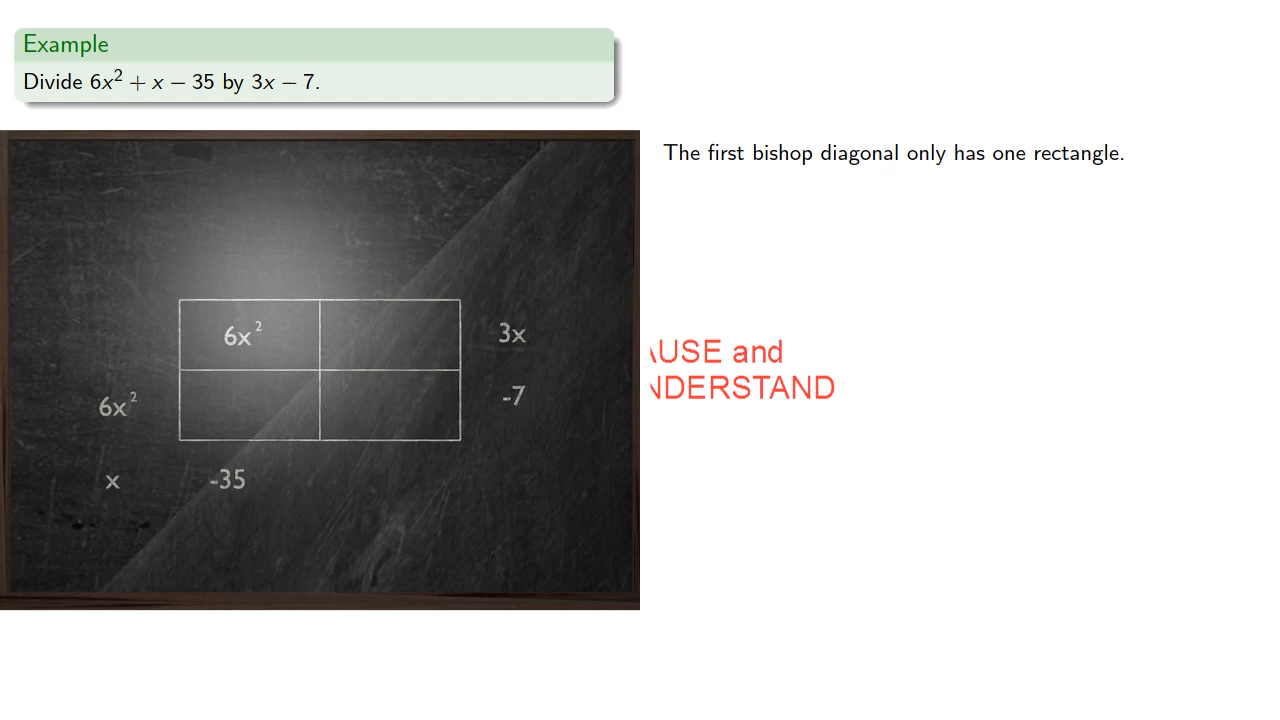 Example
Divide 6x² + x − 35 by 3x − 7.
The first bishop diagonal only has one rectangle.
6x² 3x
-7
6x²
x -35
and